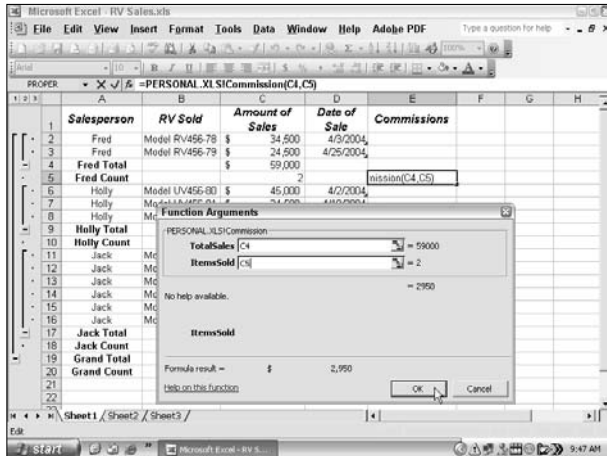 Microsoft Excel - RV Sales.xls
File Edit View Insert Format Tools Data Window Help Adobe PDF Type a question for help
Arial 10 B I U
PROPER =PERSONAL.XLS!Commission(C4,C5)
1 2 3 A B C D E F G H
1 Salesperson RV Sold Amount of Sales Date of Sale Commissions
2 Fred Model RV456-78 $ 34,500 4/3/2004
3 Fred Model RV456-79 $ 24,500 4/25/2004
4 Fred Total $ 59,000
5 Fred Count 2 nission(C4,C5)
6 Holly Model UV456-80 $ 45,000 4/2/2004
7 Holly
8 Holly
9 Holly Total
10 Holly Count
11 Jack
12 Jack
13 Jack
14 Jack
15 Jack
16 Jack
17 Jack Total
18 Jack Count
19 Grand Total
20 Grand Count
21
22
Function Arguments
PERSONAL.XLS!Commission
TotalSales C4 = 59000
ItemsSold C5 = 2
= 2950
No help available.
ItemsSold
Formula result = $ 2,950
Help on this function OK Cancel
Sheet1 / Sheet2 / Sheet3
Edit
start Microsoft Excel - RV S... 9:47 AM